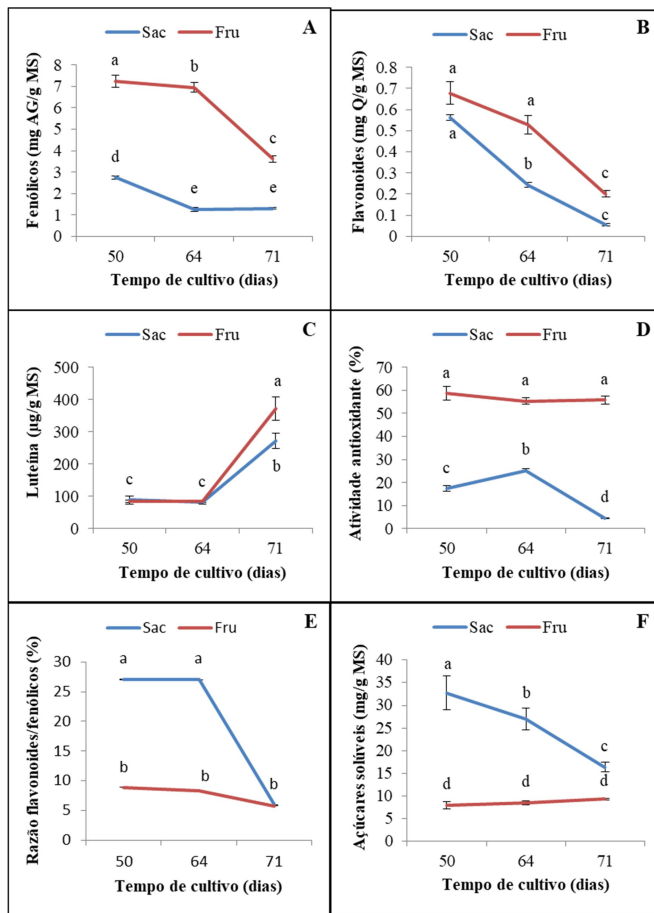 Sac Fru A
Fenólicos (mg AG/g MS)
8
7
6
5
4
3
2
1
0
a b c
d e e
50 64 71
Tempo de cultivo (dias)
Sac Fru B
Flavonoides (mg Q/g MS)
0.8
0.7
0.6
0.5
0.4
0.3
0.2
0.1
0
a a c
a b c
50 64 71
Tempo de cultivo (dias)
Sac Fru C
Luteína (µg/g MS)
500
400
300
200
100
0
c c a
b
50 64 71
Tempo de cultivo (dias)
Sac Fru D
Atividade antioxidante (%)
70
60
50
40
30
20
10
0
a a a
c b d
50 64 71
Tempo de cultivo (dias)
Sac Fru E
Razão flavonoides/fenólicos (%)
30
25
20
15
10
5
0
a a
b b b
50 64 71
Tempo de cultivo (dias)
Sac Fru F
Açúcares solúveis (mg/g MS)
40
35
30
25
20
15
10
5
0
a b c
d d d
50 64 71
Tempo de cultivo (dias)